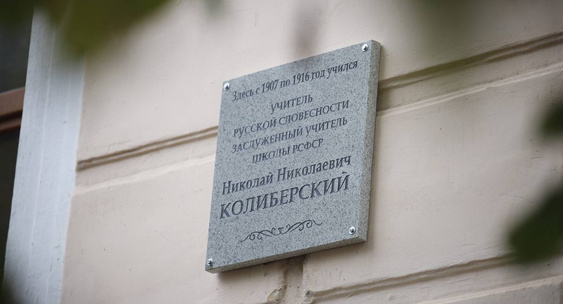 Здесь с 1907 по 1916 год учился
УЧИТЕЛЬ
РУССКОЙ СЛОВЕСНОСТИ
ЗАСЛУЖЕННЫЙ УЧИТЕЛЬ
ШКОЛЫ РСФСР
Николай Николаевич
КОЛИБЕРСКИЙ